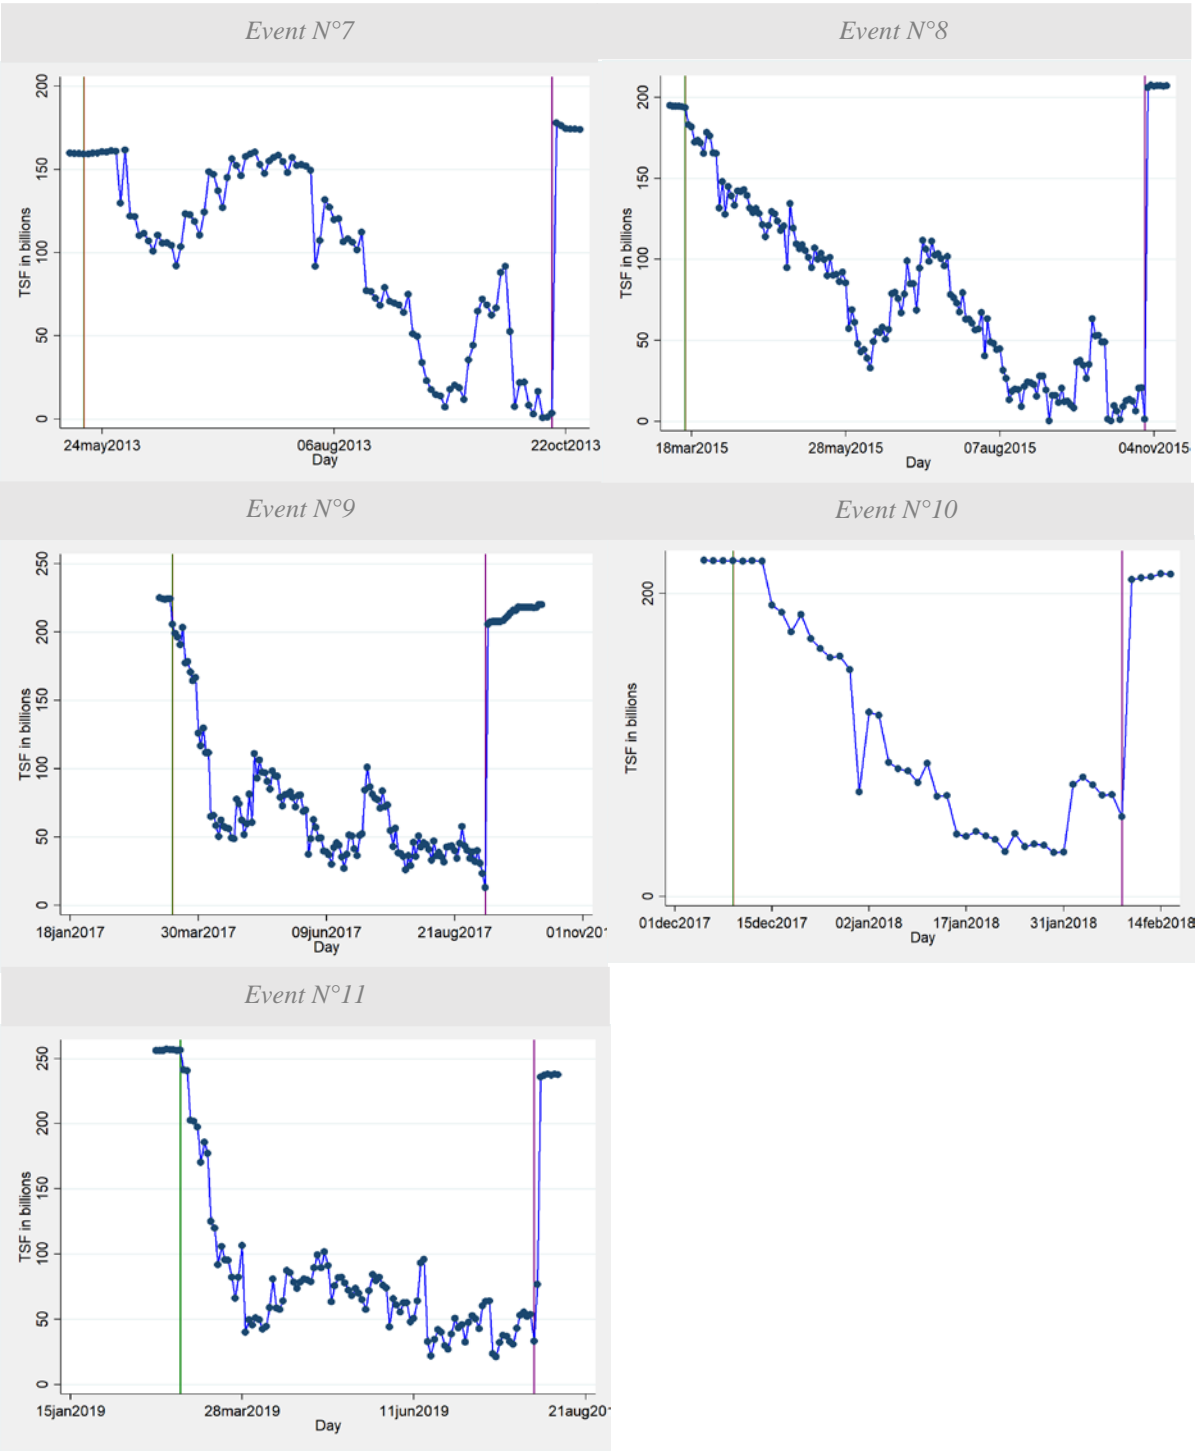 Event N°7
Event N°8
TSF in billions
200
150
100
50
0
24may2013
06aug2013
22oct2013
Day
TSF in billions
200
150
100
50
0
18mar2015
28may2015
07aug2015
04nov2015
Day
Event N°9
Event N°10
TSF in billions
250
200
150
100
50
0
18jan2017
30mar2017
09jun2017
21aug2017
01nov201
Day
TSF in billions
200
0
01dec2017
15dec2017
02jan2018
17jan2018
31jan2018
14feb2018
Day
Event N°11
TSF in billions
250
200
150
100
50
0
15jan2019
28mar2019
11jun2019
21aug201
Day